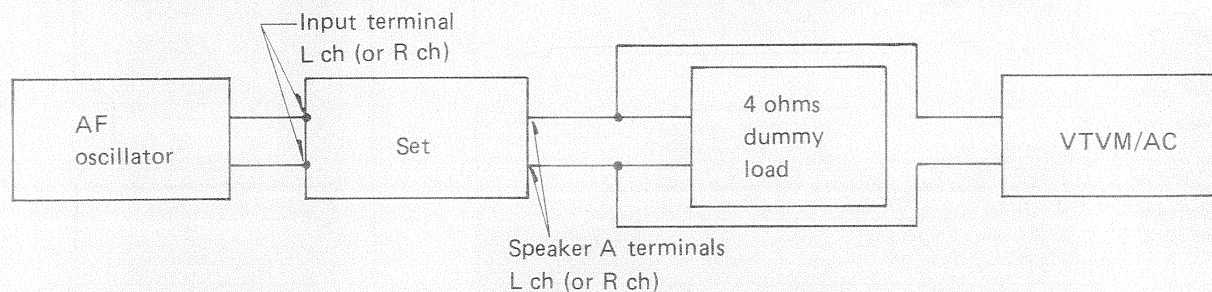 Input terminal
L ch (or R ch)
AF
oscillator
Set
4 ohms
dummy
load
VTVM/AC
Speaker A terminals
L ch (or R ch)